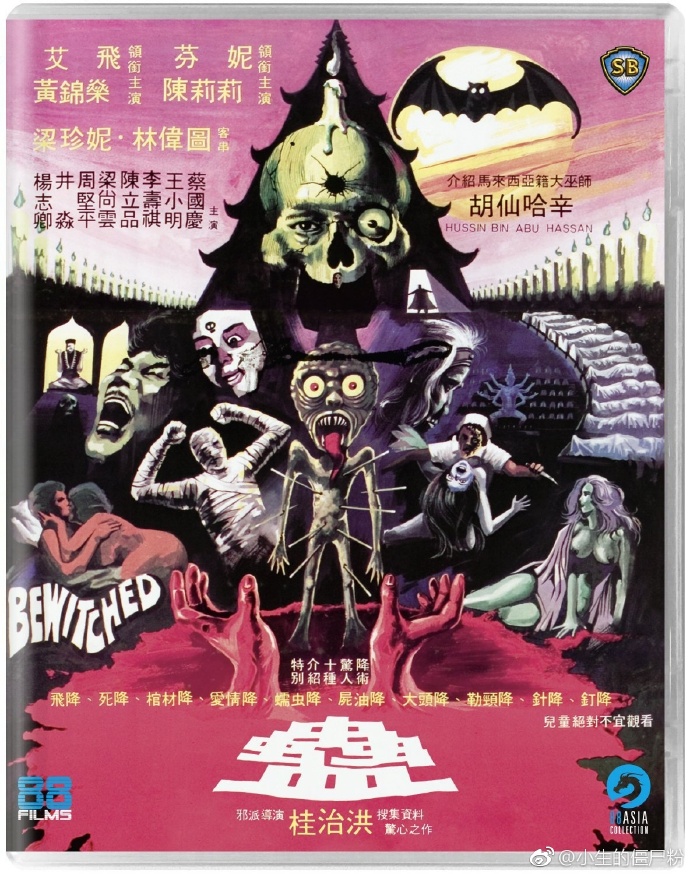 艾飛 領銜主演 芬妮 領銜主演
黃錦燊 陳莉莉
梁珍妮·林偉圖 客串
楊志卿
井淼
周堅平
梁尚雲
陳立品
李壽祺
王小明
蔡國慶
主演
SB
介紹馬來西亞籍大巫師
胡仙哈辛
HUSSIN BIN ABU HASSAN
BEWITCHED
特別介紹十種驚人降術
飛降、死降、棺材降、愛情降、蠕虫降、屍油降、大頭降、勒頸降、針降、釘降
兒童絕對不宜觀看
蠱
邪派導演 桂治洪 搜集資料
驚心之作
88
FILMS
88ASIA
COLLECTION
@小生的僵尸粉